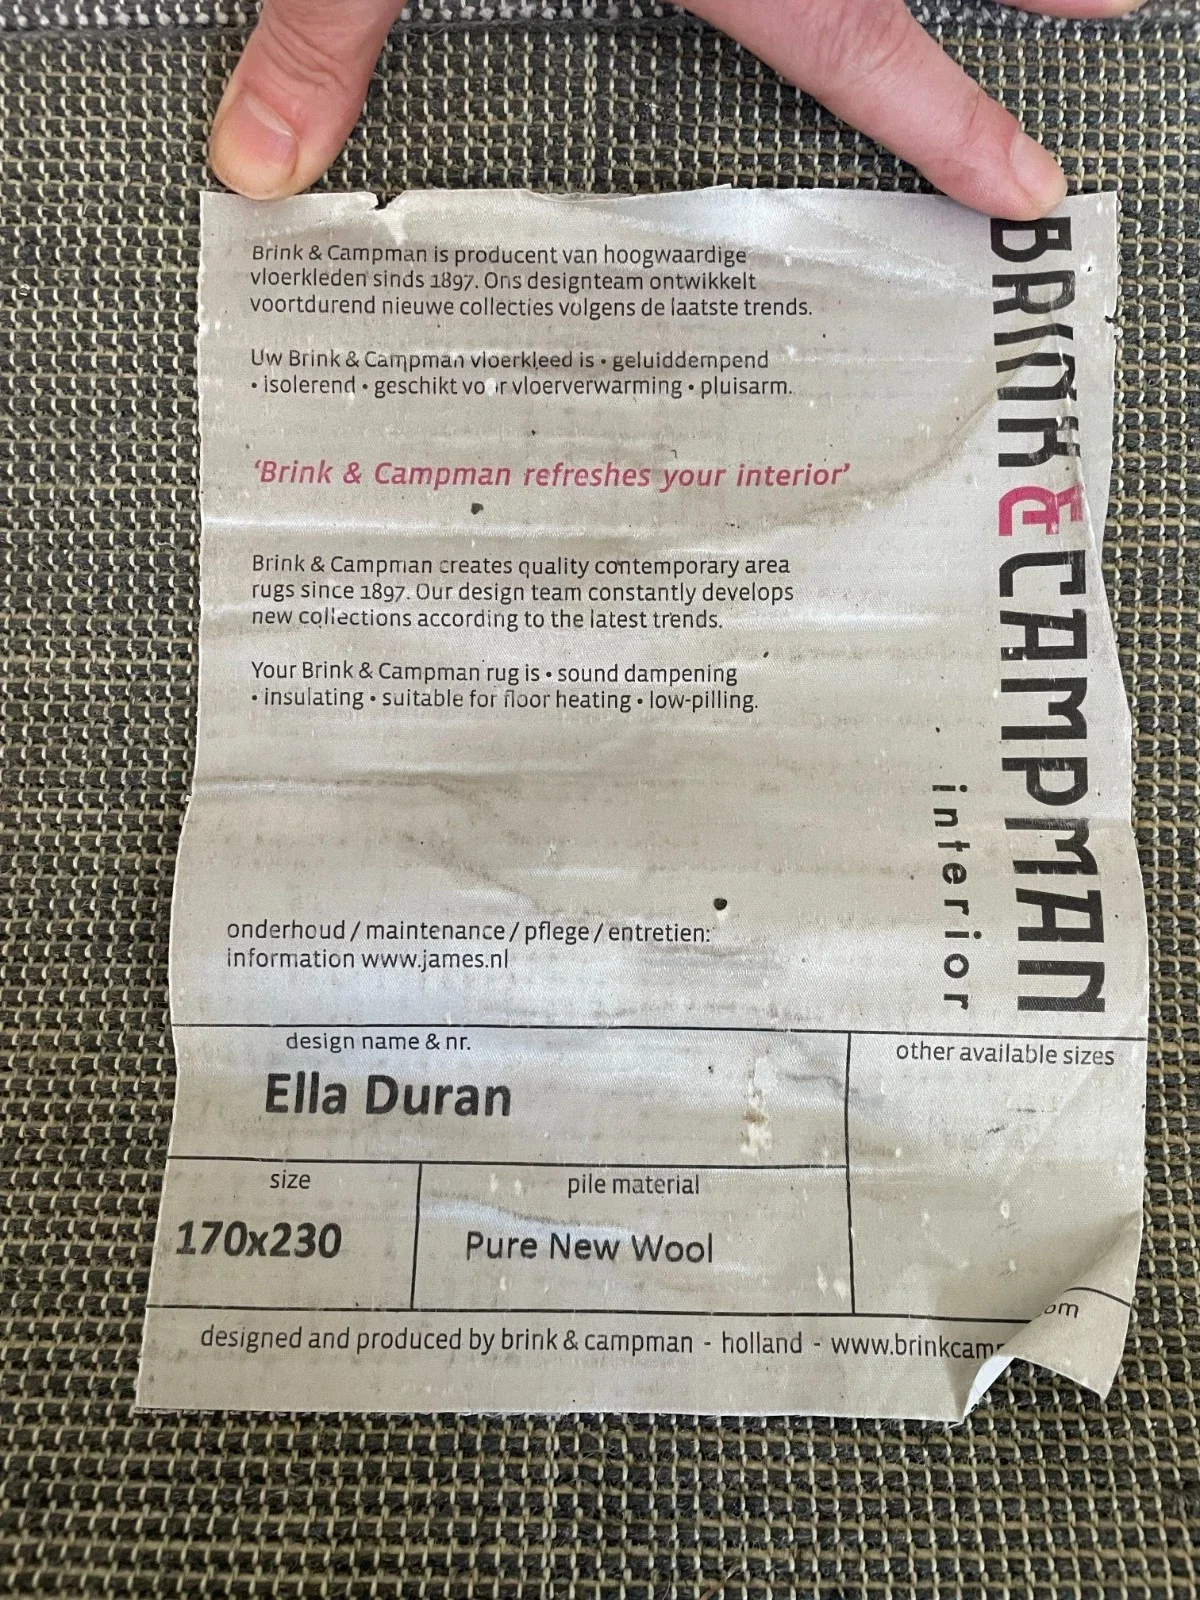 Brink & Campman is producent van hoogwaardige
vloerkleden sinds 1897. Ons designteam ontwikkelt
voortdurend nieuwe collecties volgens de laatste trends.
Uw Brink & Campman vloerkleed is • geluiddempend
• isolerend • geschikt voor vloerverwarming • pluisarm.
'Brink & Campman refreshes your interior'
Brink & Campman creates quality contemporary area
rugs since 1897. Our design team constantly develops
new collections according to the latest trends.
Your Brink & Campman rug is • sound dampening
• insulating • suitable for floor heating • low-pilling.
BRINK & CAMPMAN
interior
onderhoud / maintenance / pflege / entretien:
information www.james.nl
design name & nr.
Ella Duran
other available sizes
size
170x230
pile material
Pure New Wool
designed and produced by brink & campman - holland -